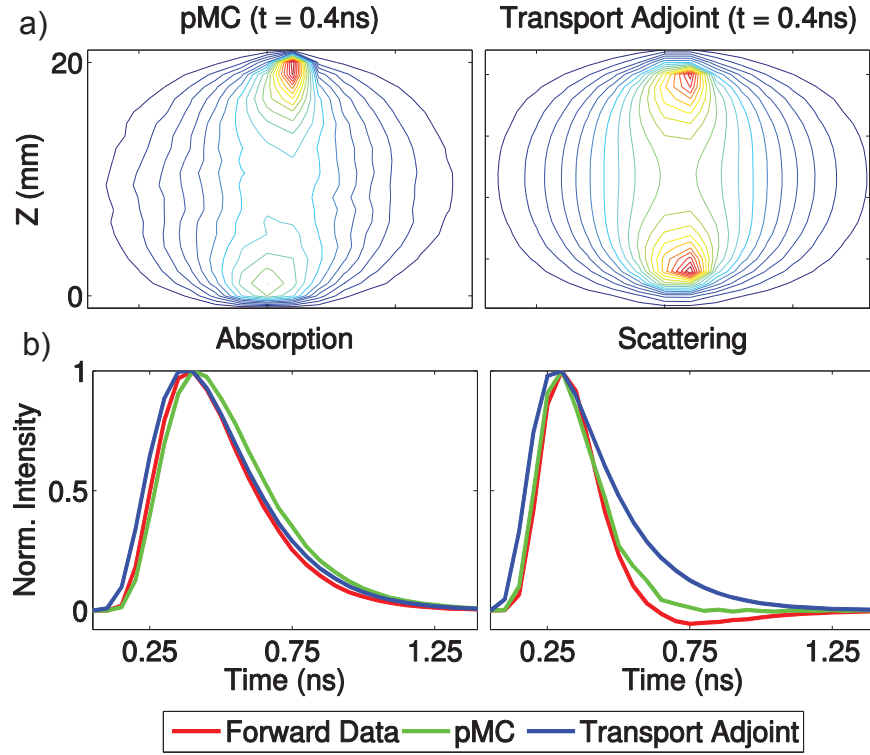 a)
pMC (t = 0.4ns)
Transport Adjoint (t = 0.4ns)
20
Z (mm)
0
b)
Absorption
Scattering
1
Norm. Intensity
0.5
0
0.25 0.75 1.25
0.25 0.75 1.25
Time (ns)
Time (ns)
Forward Data pMC Transport Adjoint